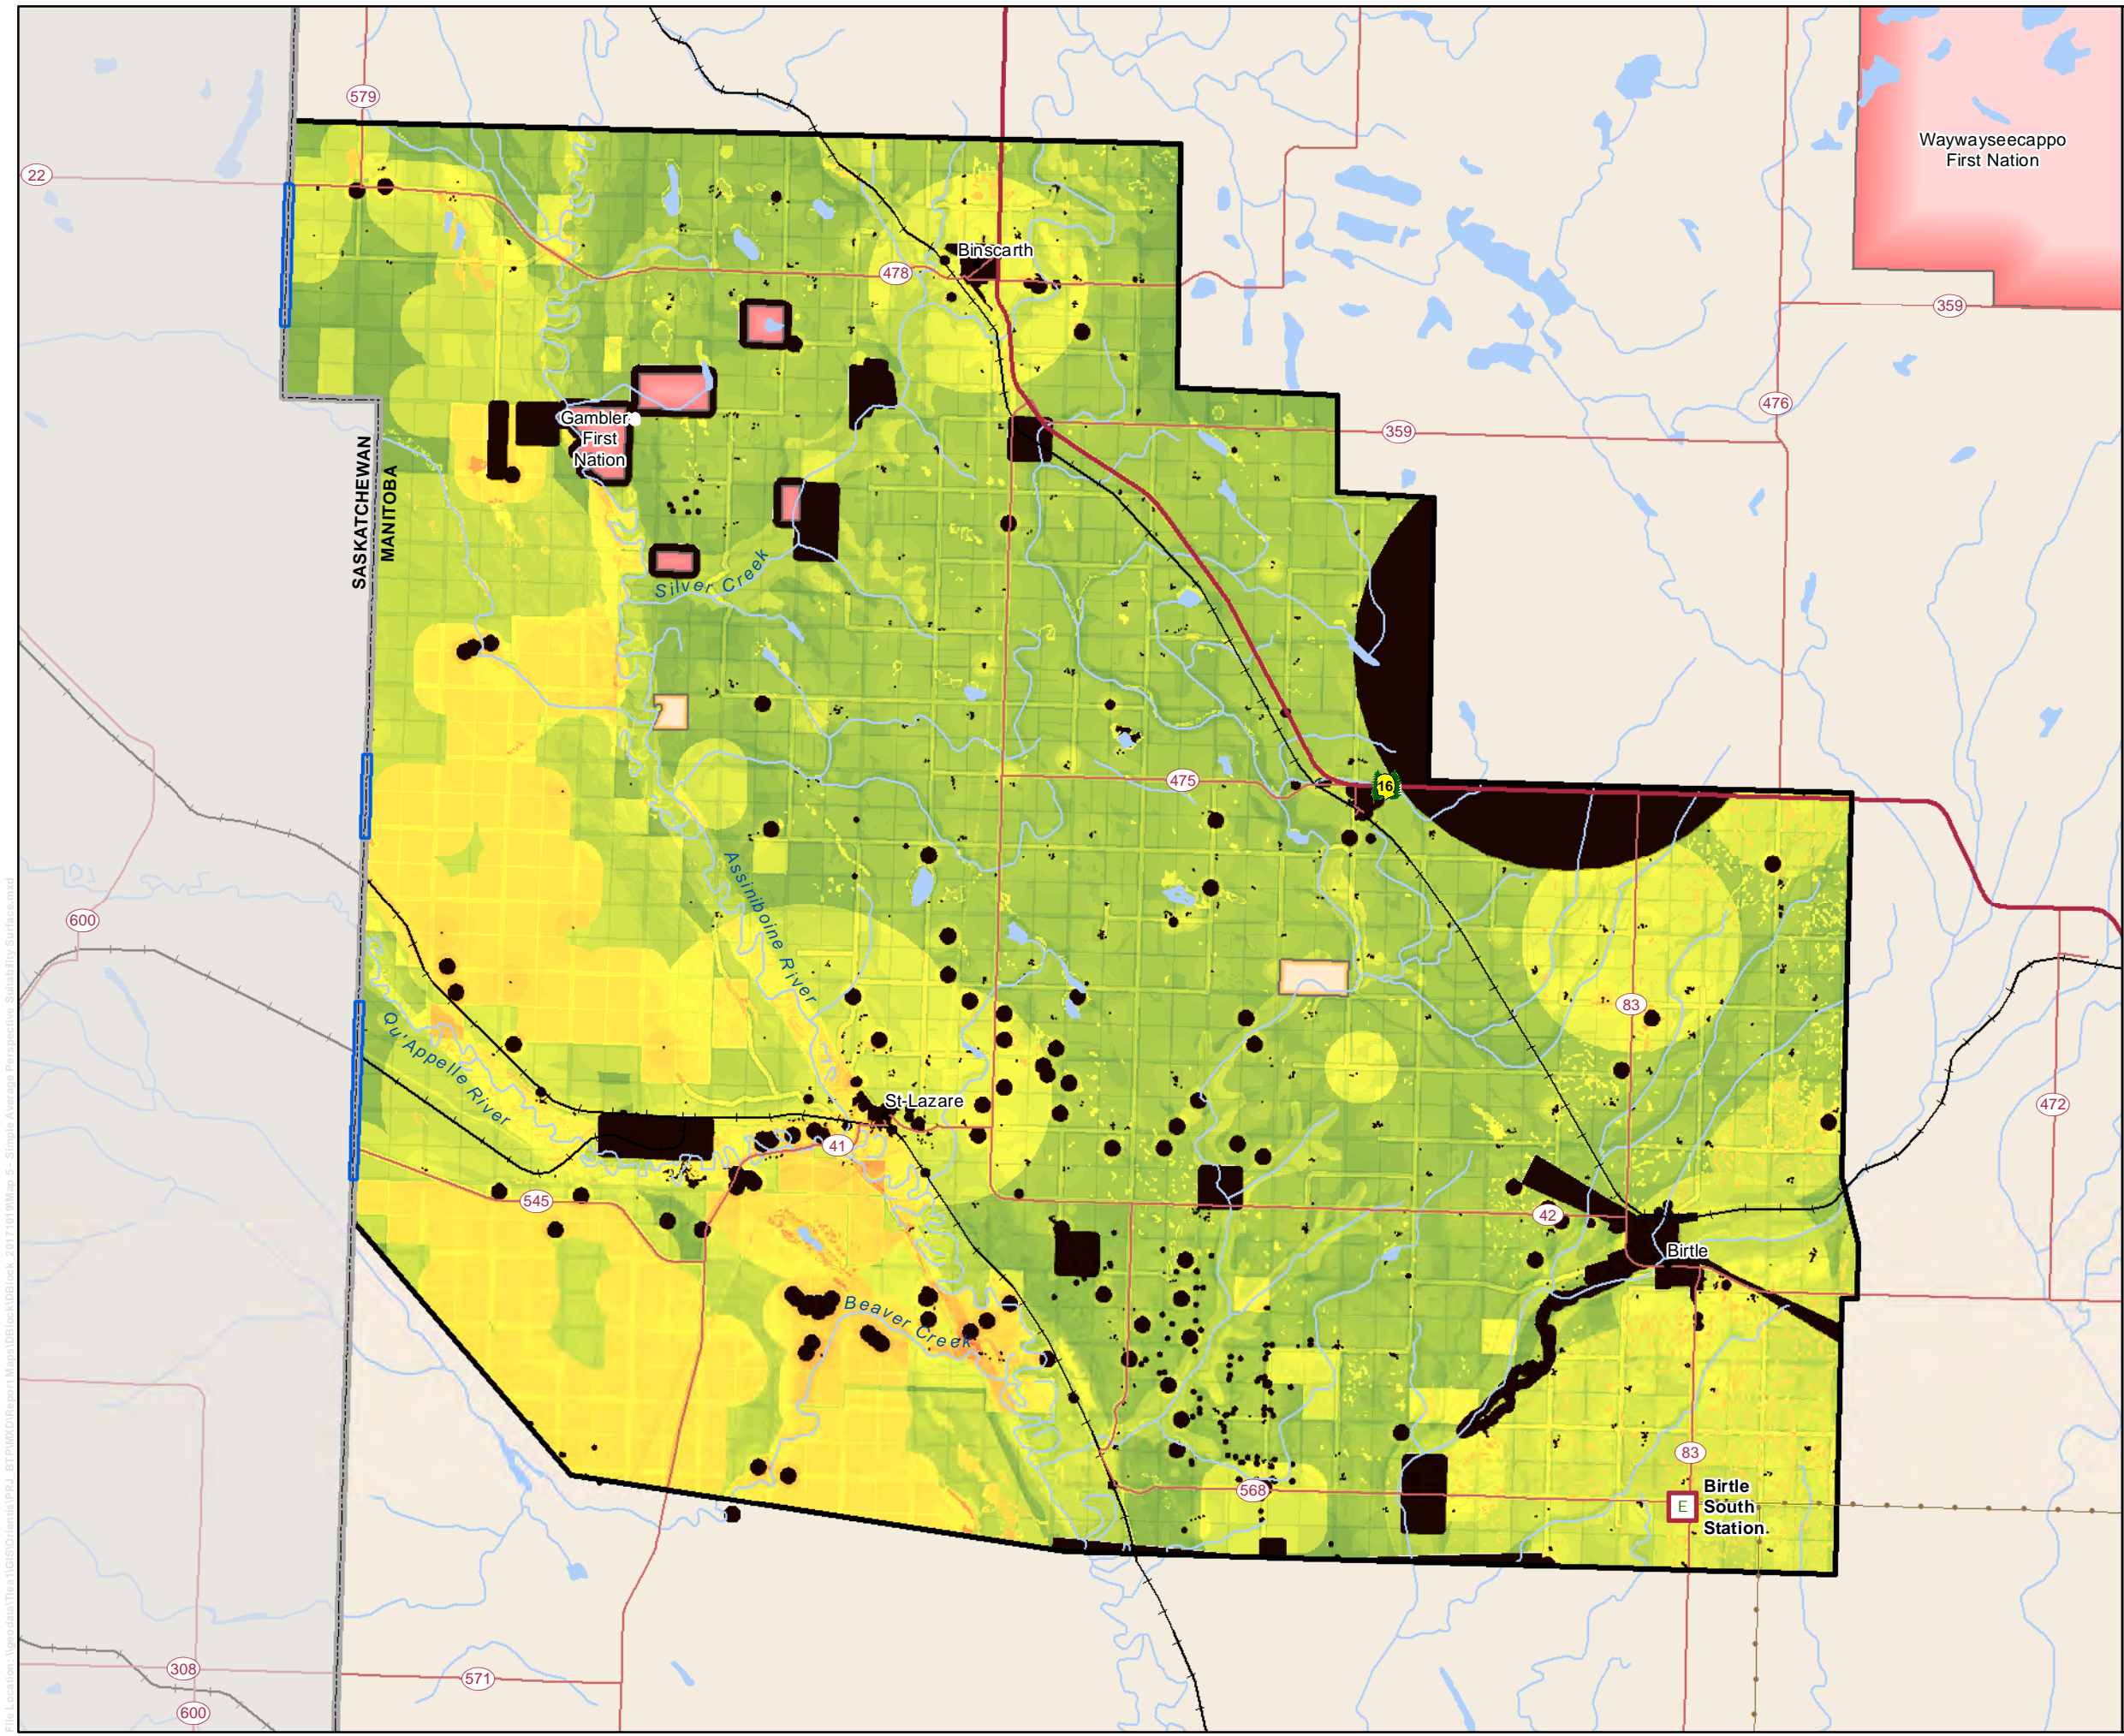 579
22
Waywayseecappo
First Nation
Binscarth
478
359
476
359
Gambler
First
Nation
SASKATCHEWAN
MANITOBA
Silver Creek
475
16
Assiniboine River
600
83
Qu'Appelle River
St-Lazare
472
41
545
42
Birtle
Beaver Creek
83
568
E
Birtle
South
Station
308
571
600